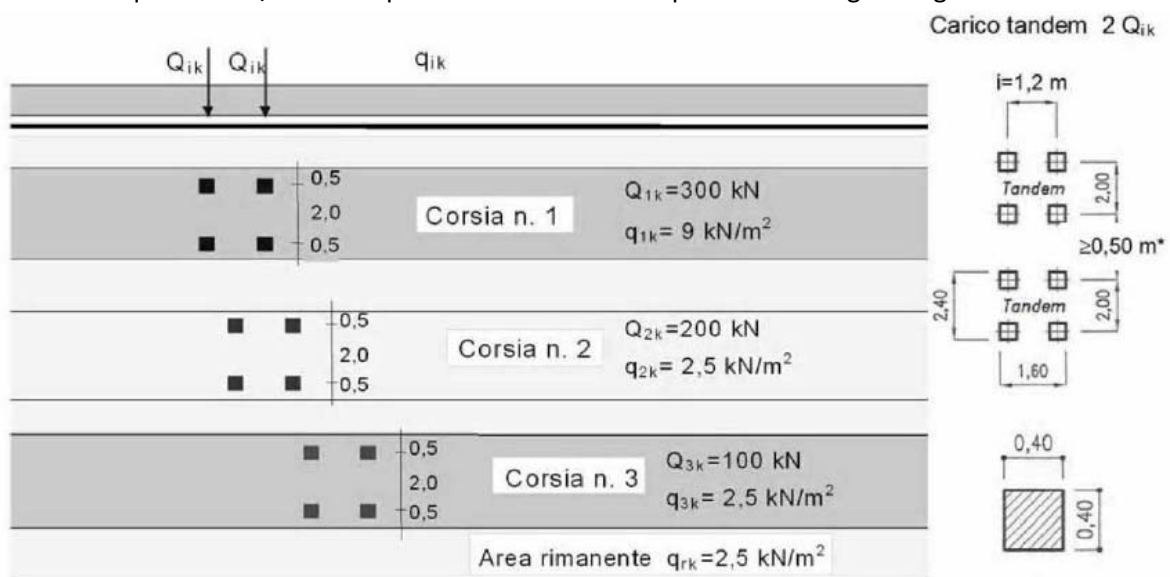 Carico tandem 2 Qik
Qik Qik qik
i=1,2 m
0,5
2,0
0,5
Corsia n. 1
Q1k=300 kN
q1k= 9 kN/m²
Tandem
2,00
≥0,50 m*
0,5
2,0
0,5
Corsia n. 2
Q2k=200 kN
q2k= 2,5 kN/m²
2,40
Tandem
2,00
1,60
0,5
2,0
0,5
Corsia n. 3
Q3k=100 kN
q3k= 2,5 kN/m²
0,40
0,40
Area rimanente qrk=2,5 kN/m²